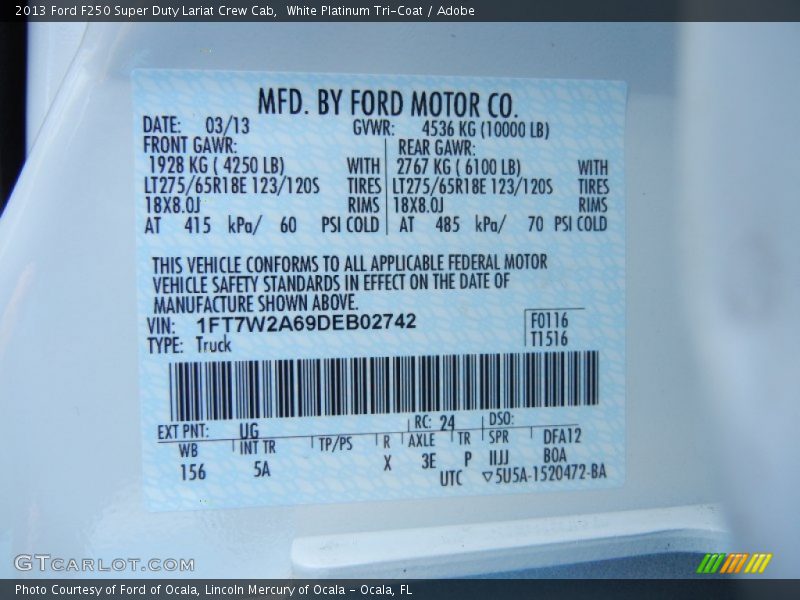 2013 Ford F250 Super Duty Lariat Crew Cab,  White Platinum Tri-Coat / Adobe
MFD. BY FORD MOTOR CO.
DATE: 03/13 GVWR: 4536 KG (10000 LB)
FRONT GAWR: REAR GAWR:
1928 KG ( 4250 LB) WITH 2767 KG ( 6100 LB) WITH
LT275/65R18E 123/120S TIRES LT275/65R18E 123/120S TIRES
18X8.0J RIMS 18X8.0J RIMS
AT 415 kPa/ 60 PSI COLD AT 485 kPa/ 70 PSI COLD
THIS VEHICLE CONFORMS TO ALL APPLICABLE FEDERAL MOTOR
VEHICLE SAFETY STANDARDS IN EFFECT ON THE DATE OF
MANUFACTURE SHOWN ABOVE.
VIN: 1FT7W2A69DEB02742 F0116
TYPE: Truck T1516
EXT PNT: UG RC: 24 DSO:
WB INT TR TP/PS R AXLE TR SPR DFA12
156 5A X 3E P IIJJ BOA
UTC ▽5U5A-1520472-BA
GTCARLOT.COM
Photo Courtesy of Ford of Ocala, Lincoln Mercury of Ocala - Ocala, FL